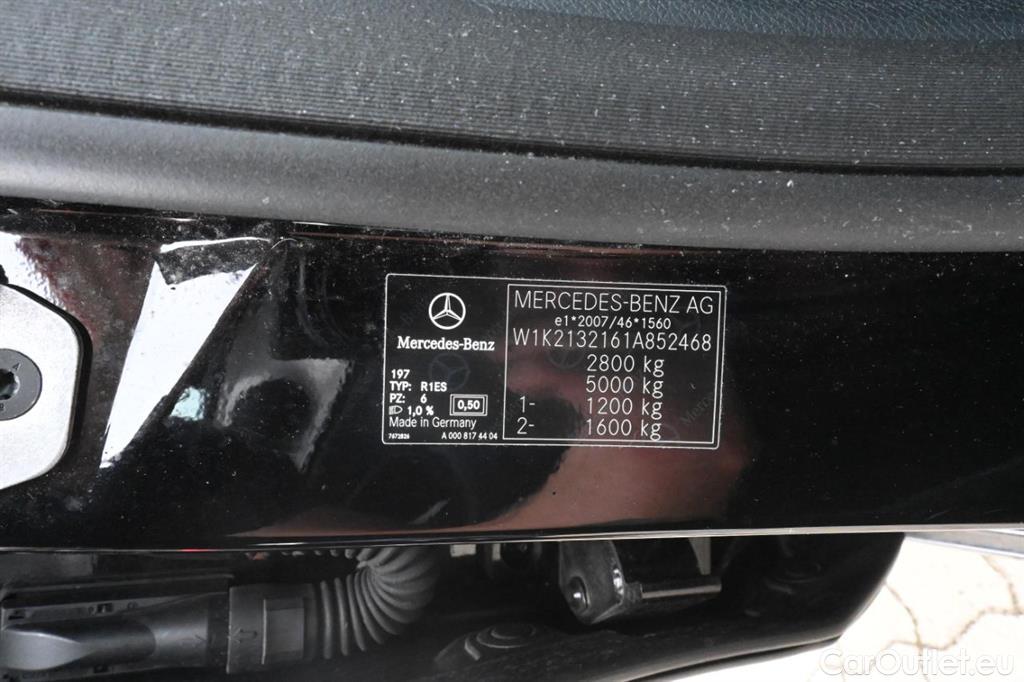 Mercedes-Benz
197
TYP: R1ES
PZ: 6
1,0 % 0,50
Made in Germany
7672826 A 000 817 44 04
MERCEDES-BENZ AG
e1*2007/46*1560
W1K2132161A852468
2800 kg
5000 kg
1- 1200 kg
2- 1600 kg
CarOutlet.eu